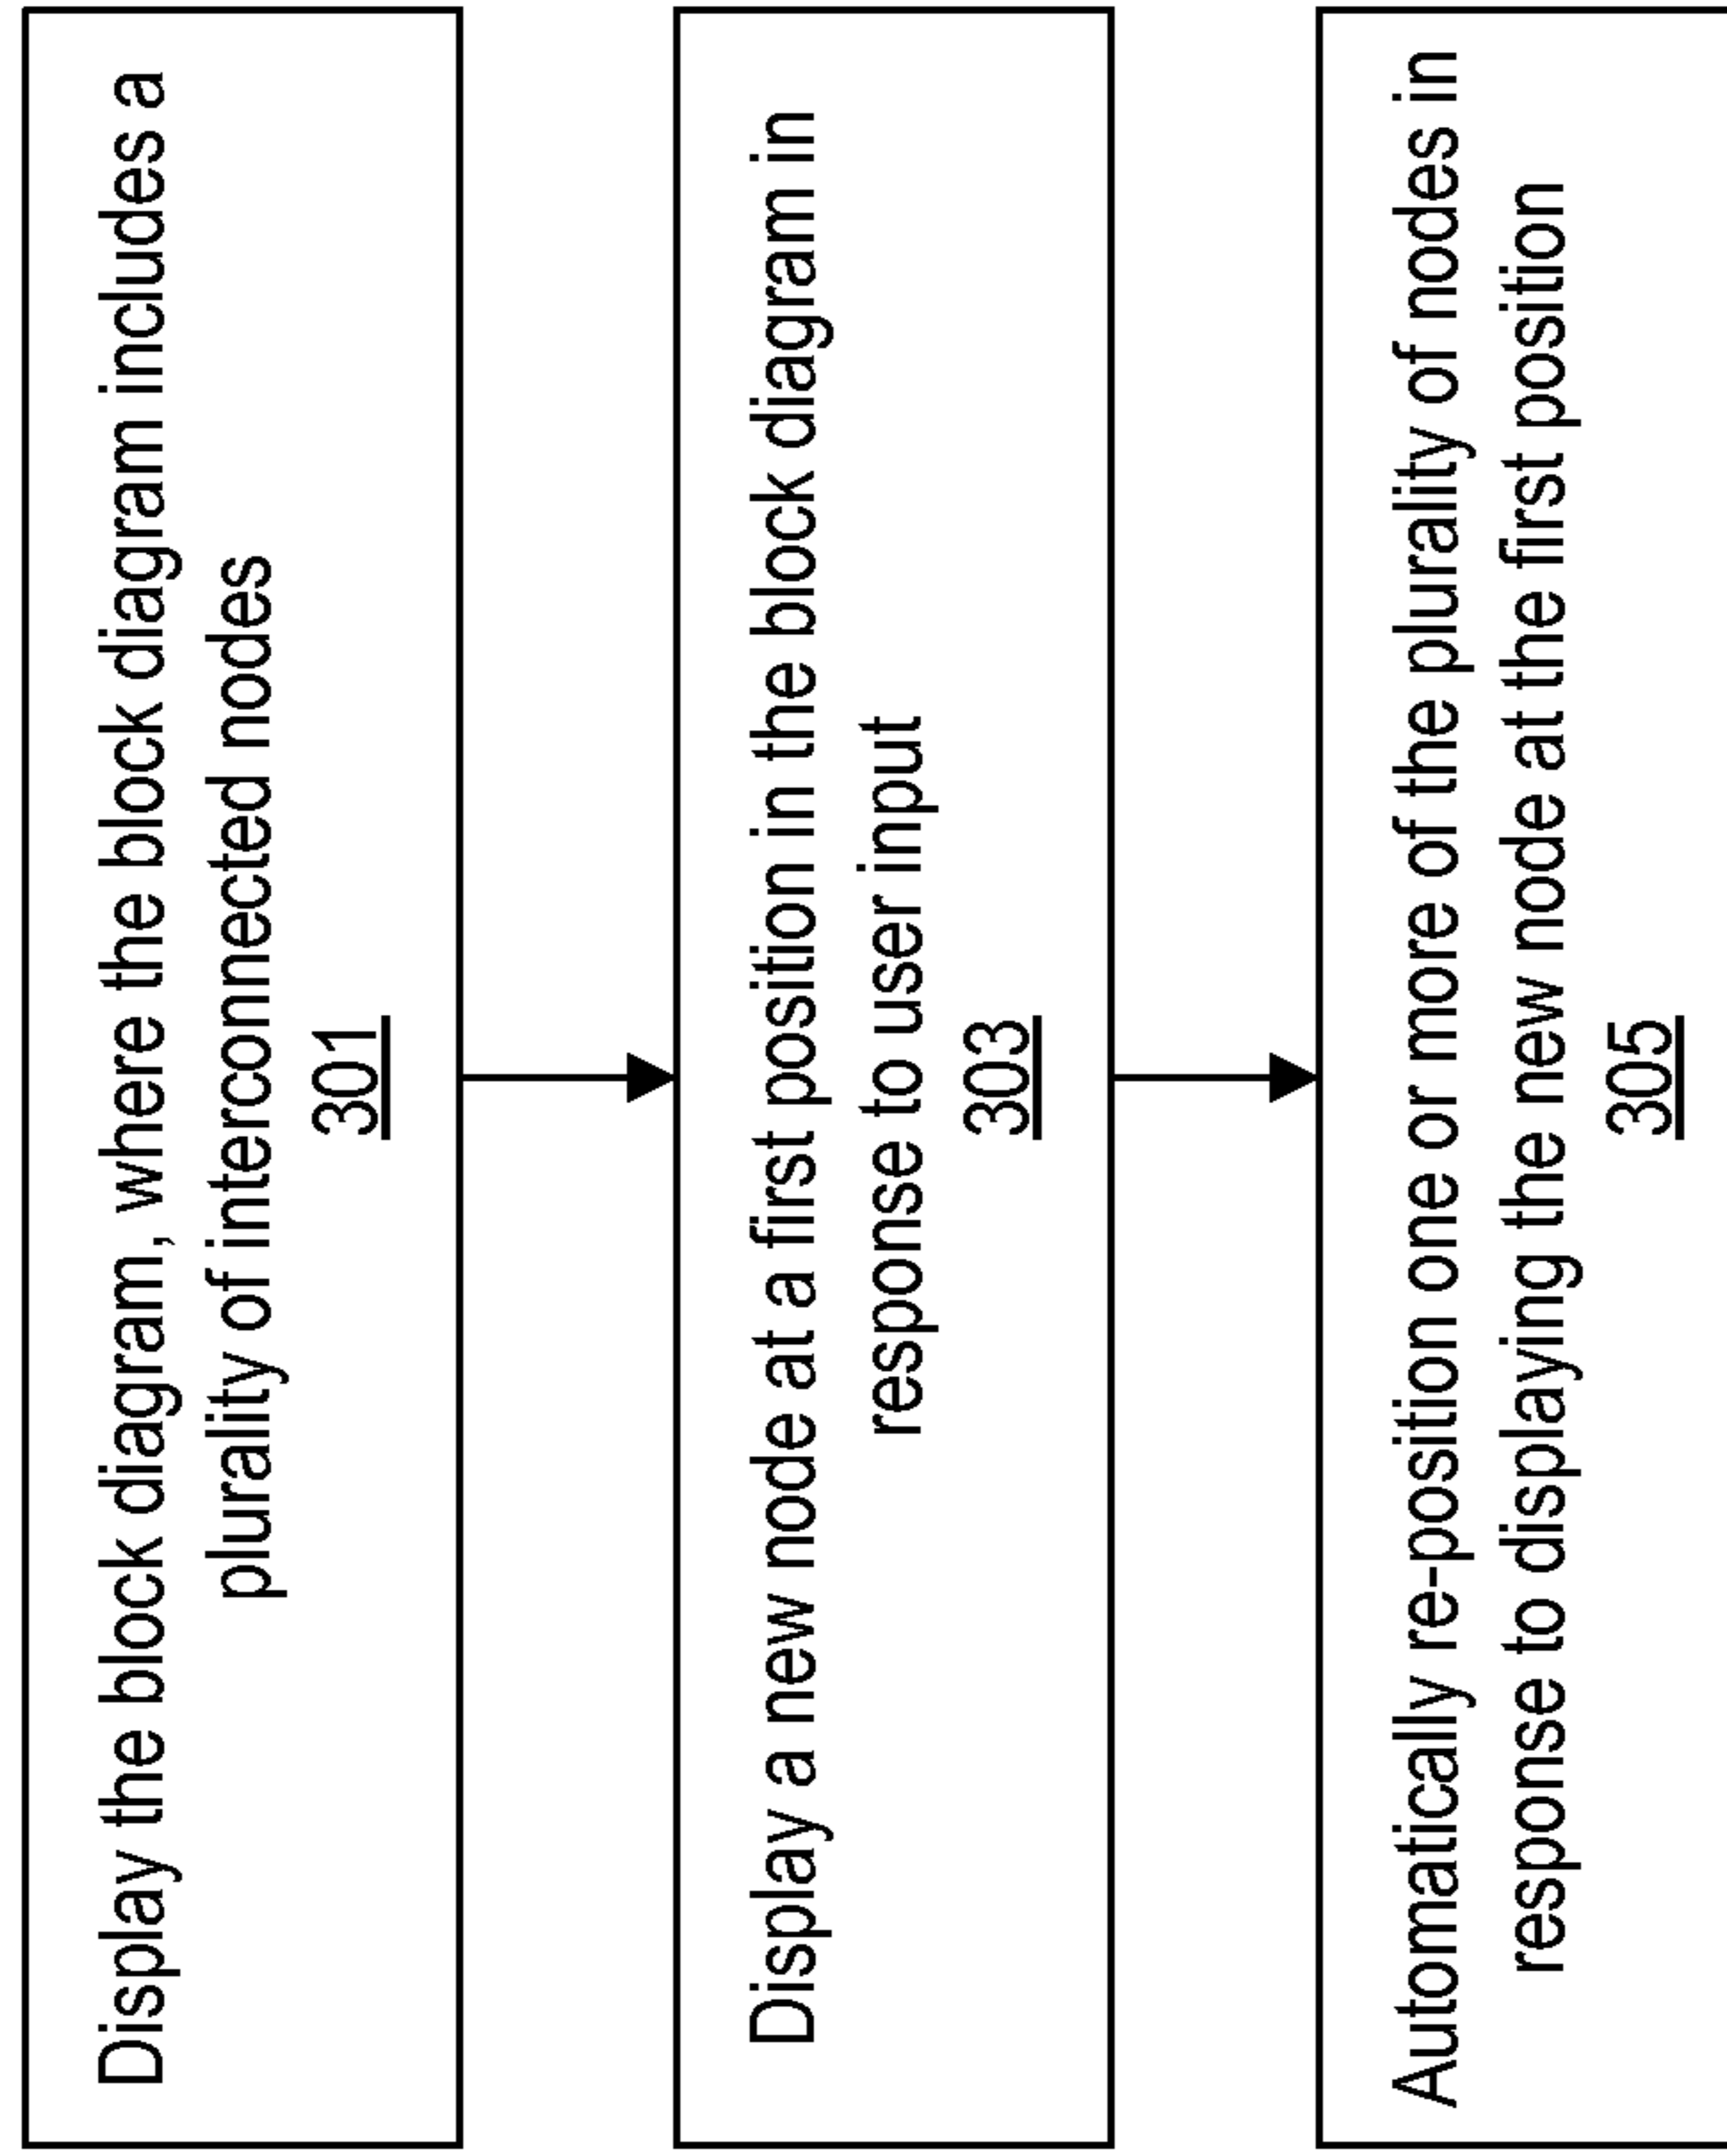 Display the block diagram, where the block diagram includes a
plurality of interconnected nodes
301
Display a new node at a first position in the block diagram in
response to user input
303
Automatically re-position one or more of the plurality of nodes in
response to displaying the new node at the first position
305